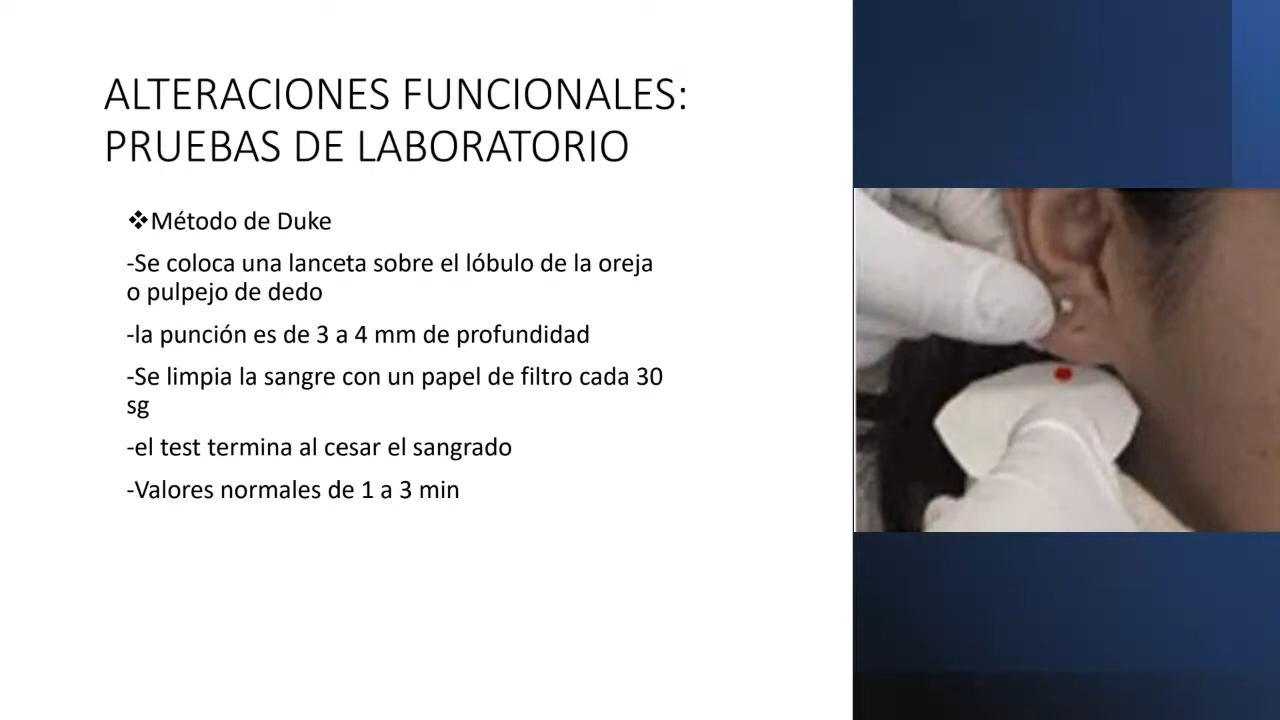 ALTERACIONES FUNCIONALES:
PRUEBAS DE LABORATORIO
❖Método de Duke
-Se coloca una lanceta sobre el lóbulo de la oreja
o pulpejo de dedo
-la punción es de 3 a 4 mm de profundidad
-Se limpia la sangre con un papel de filtro cada 30
sg
-el test termina al cesar el sangrado
-Valores normales de 1 a 3 min